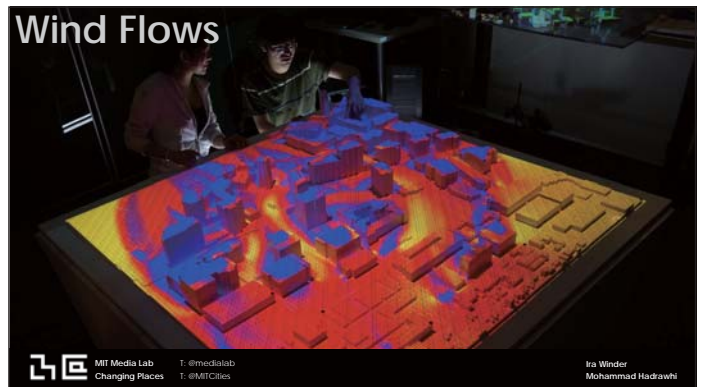 Wind Flows
MIT Media Lab T: @medialab
Changing Places T: @MITCities
Ira Winder
Mohammad Hadrawhi